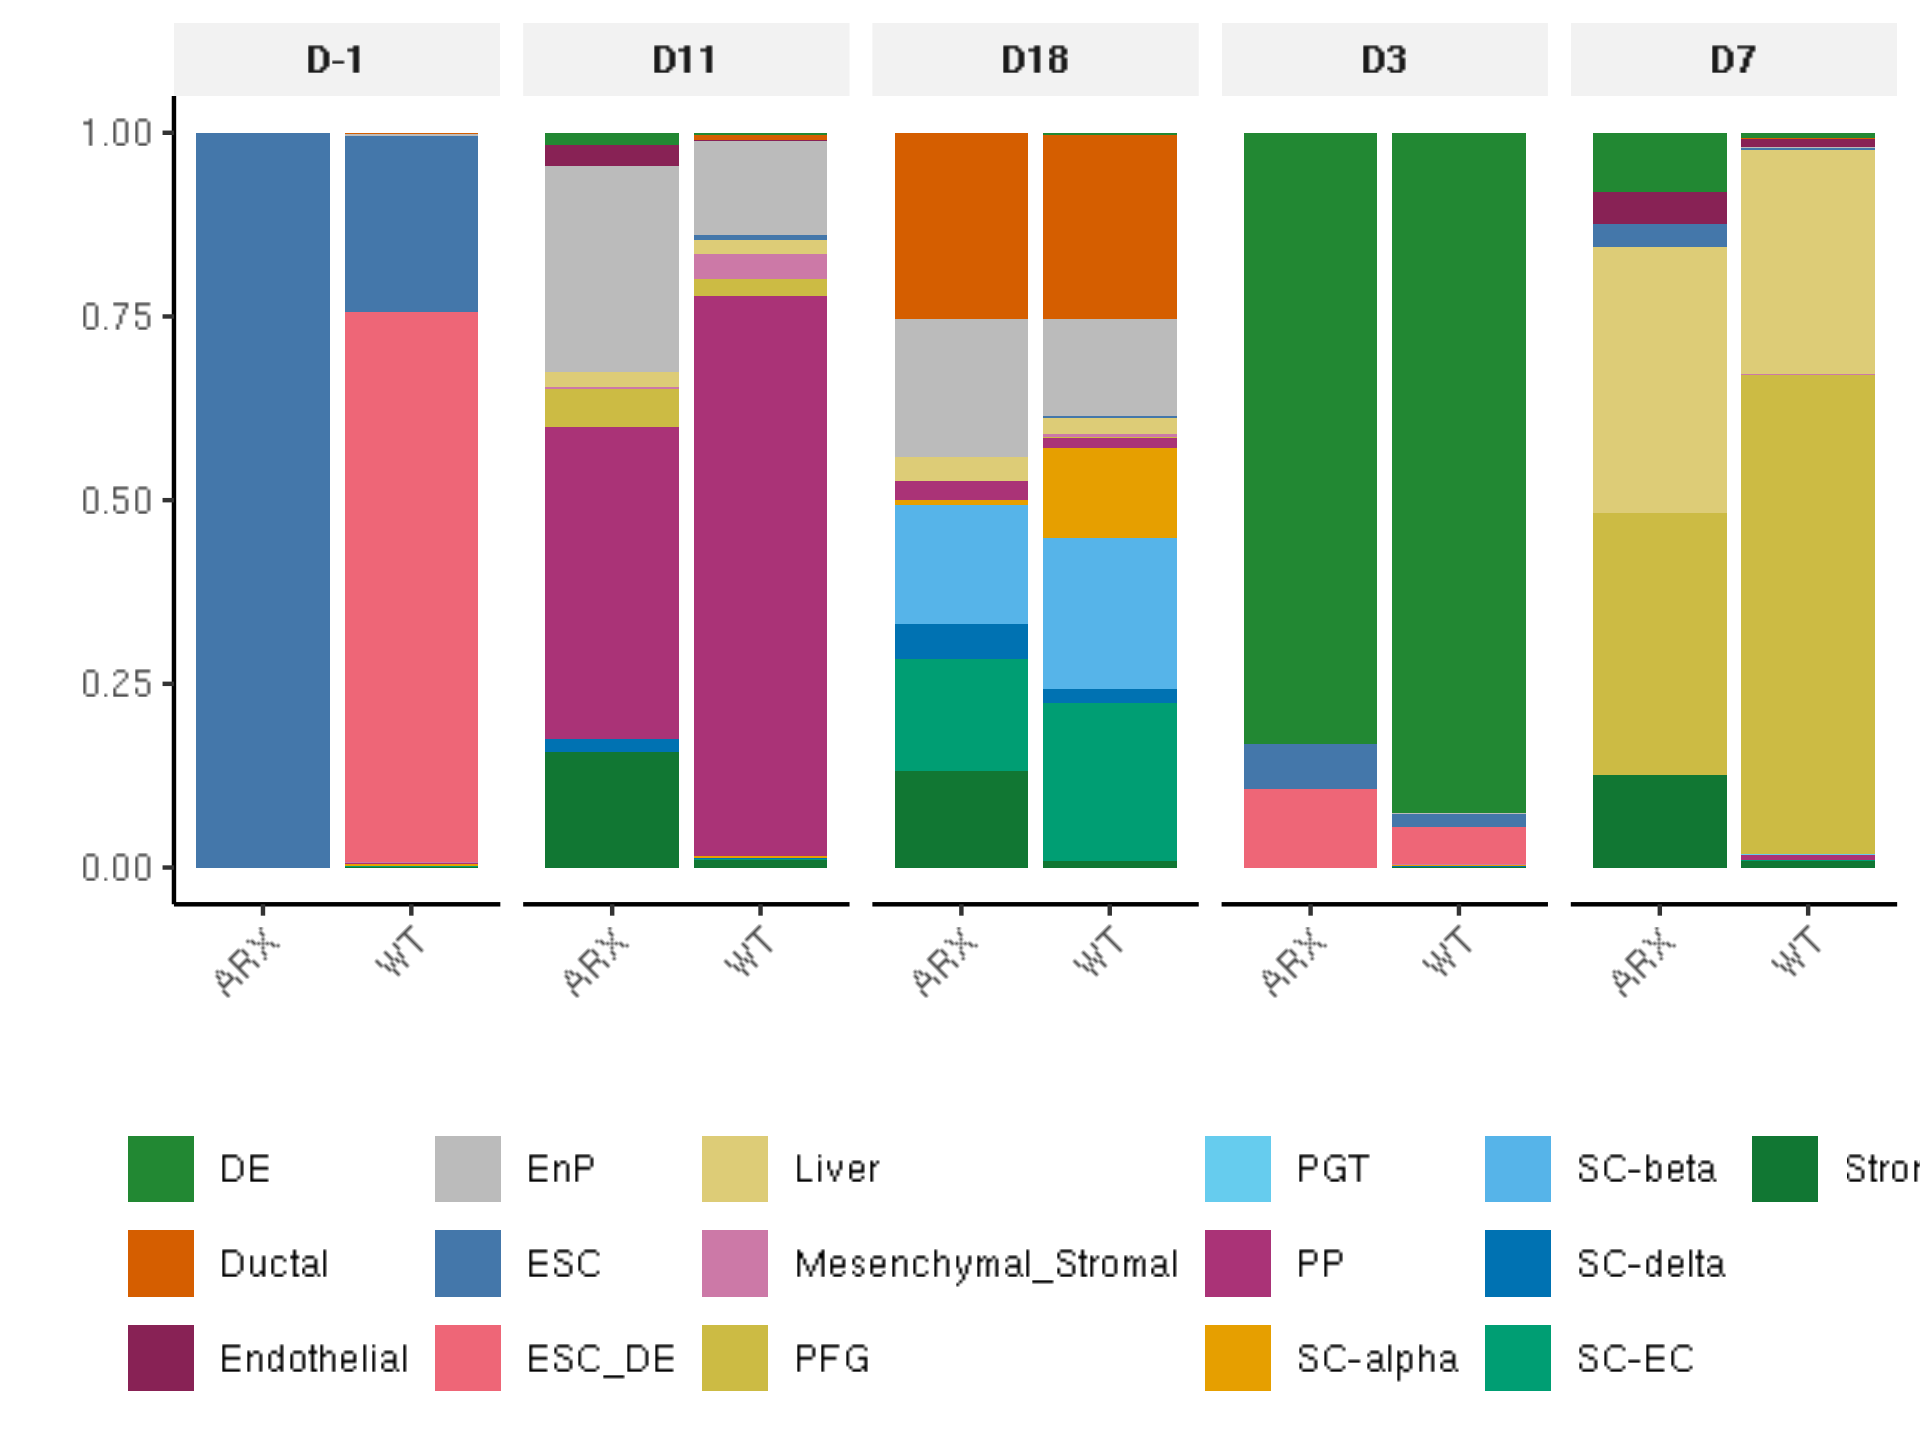 D-1 D11 D18 D3 D7
1.00
0.75
0.50
0.25
0.00
ARX WT ARX WT ARX WT ARX WT ARX WT
DE EnP Liver PGT SC-beta
Ductal ESC Mesenchymal_Stromal PP SC-delta
Endothelial ESC_DE PFG SC-alpha SC-EC